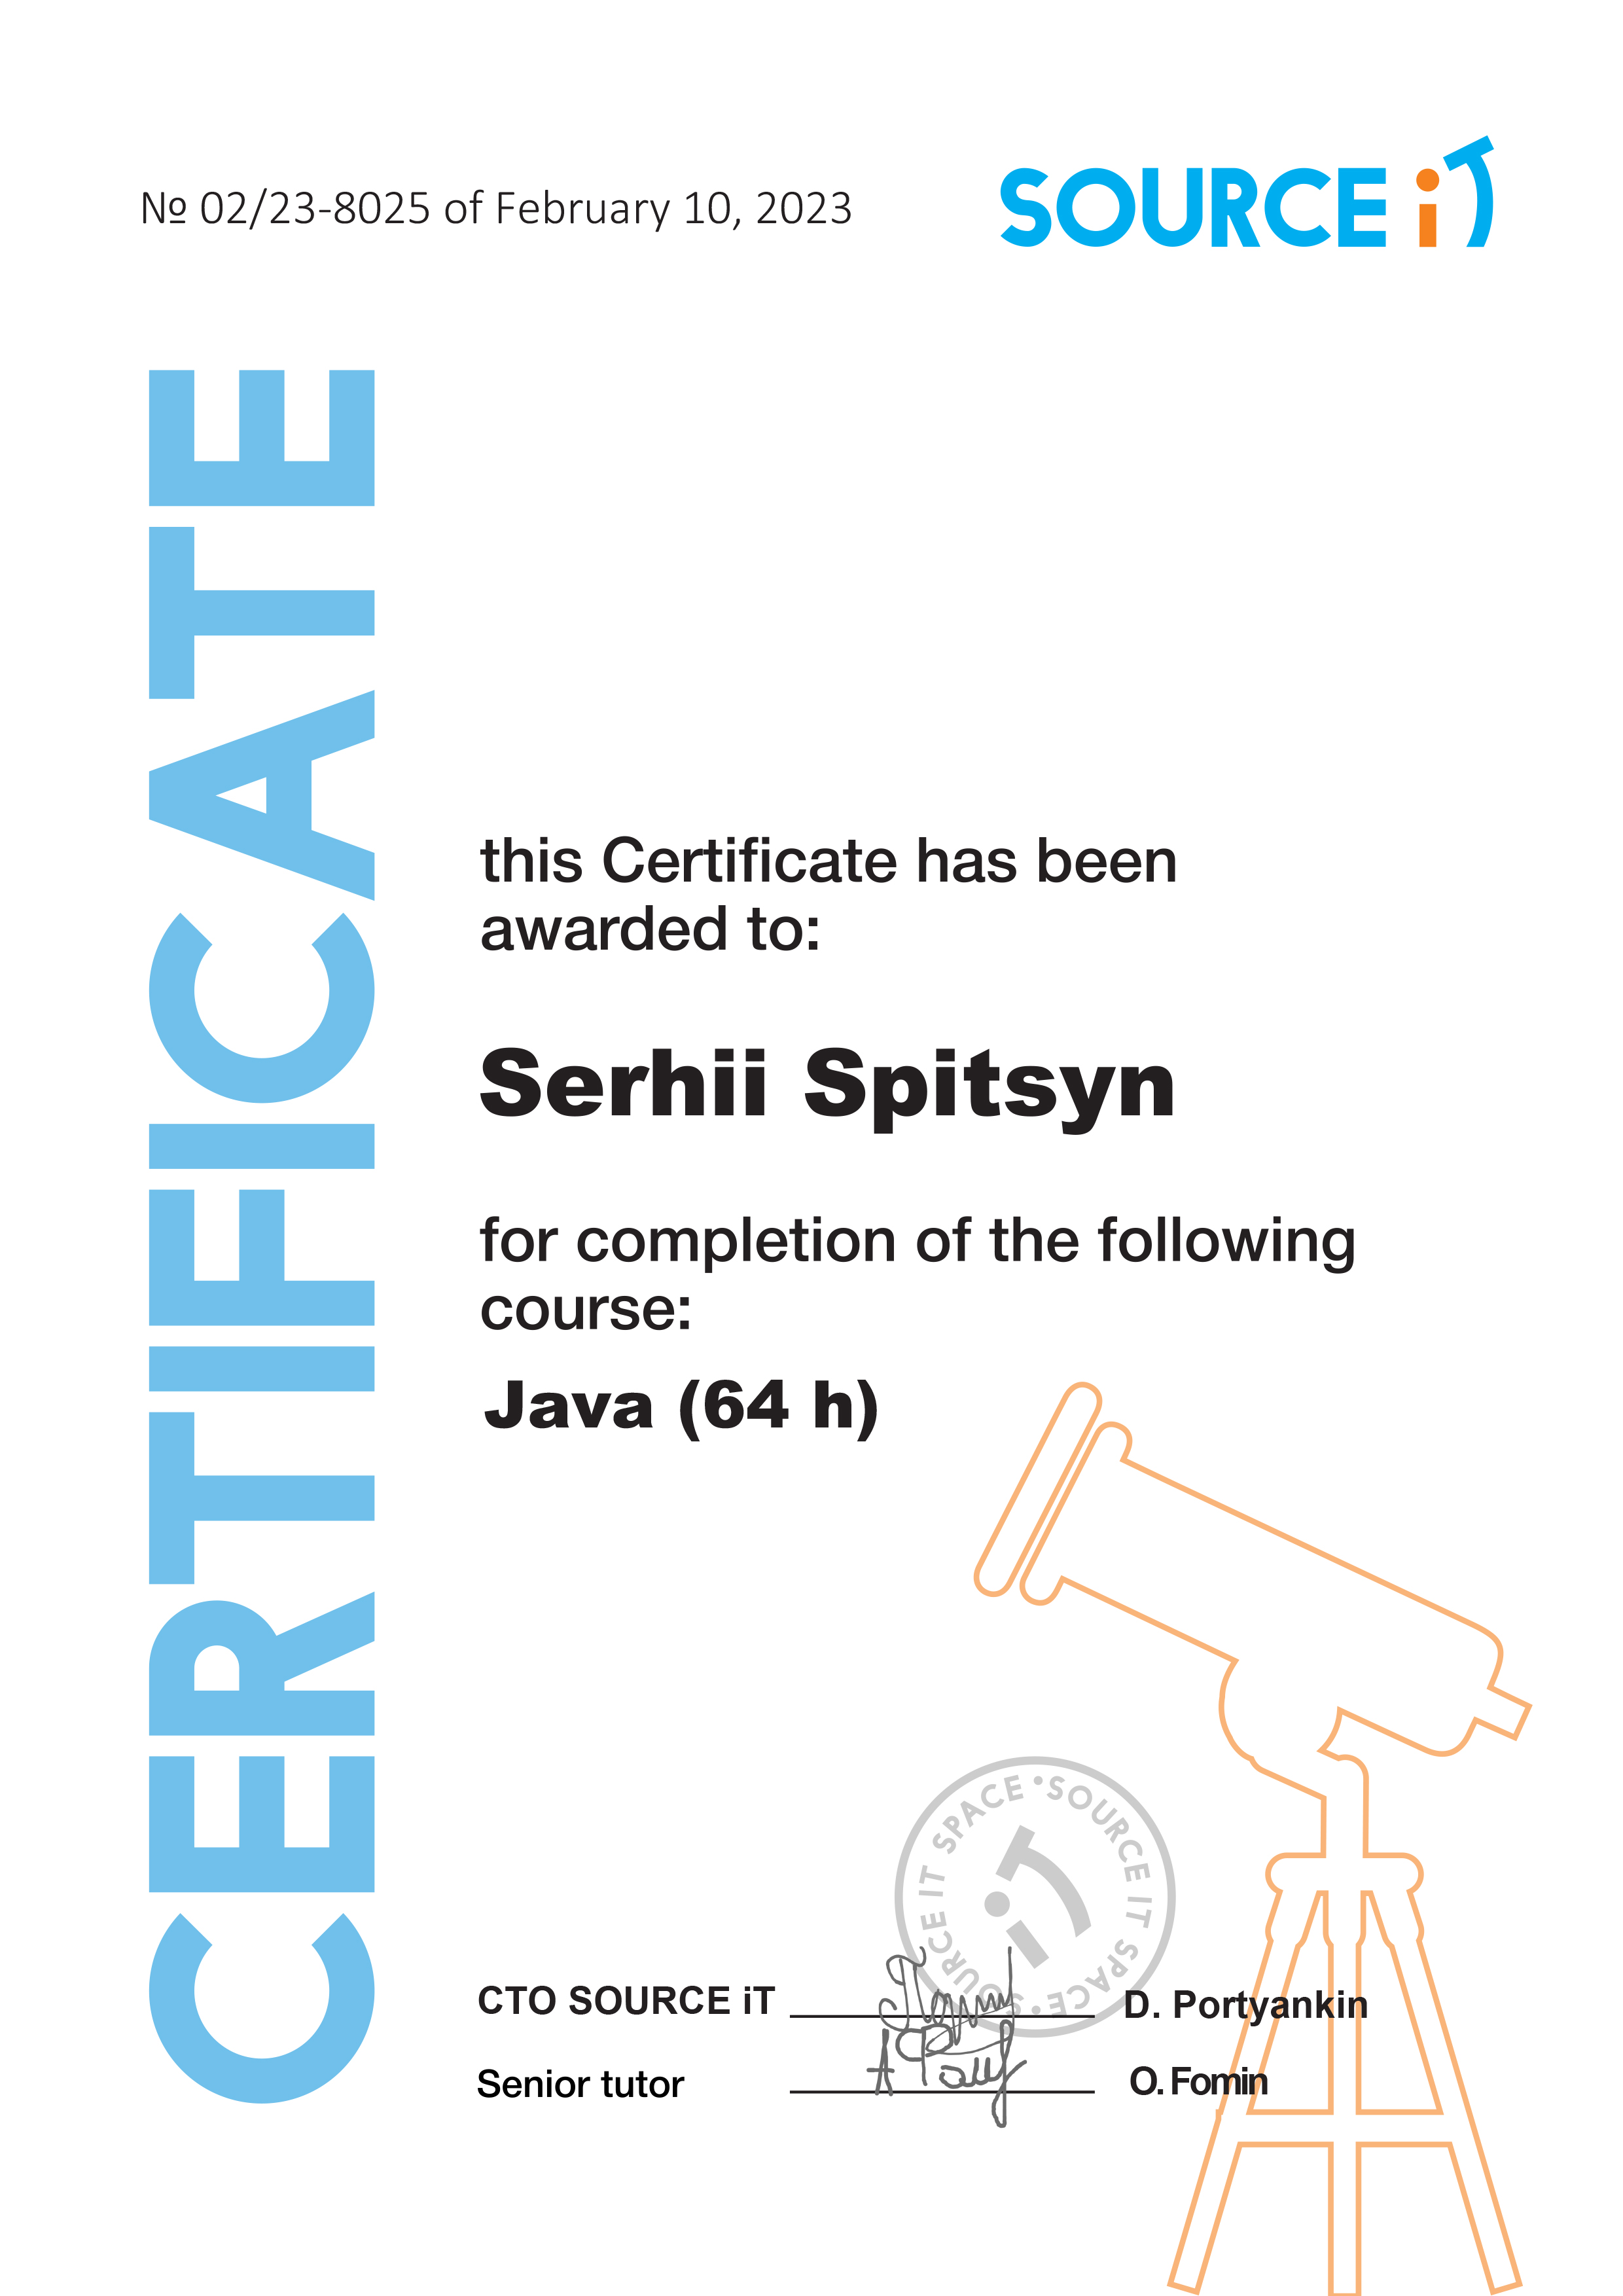 № 02/23-8025 of February 10, 2023
SOURCE iT
CERTIFICATE
this Certificate has been
awarded to:
Serhii Spitsyn
for completion of the following
course:
Java (64 h)
SOURCE IT SPACE • SOURCE IT SPACE •
iT
CTO SOURCE iT
D. Portyankin
Senior tutor
O. Fomin